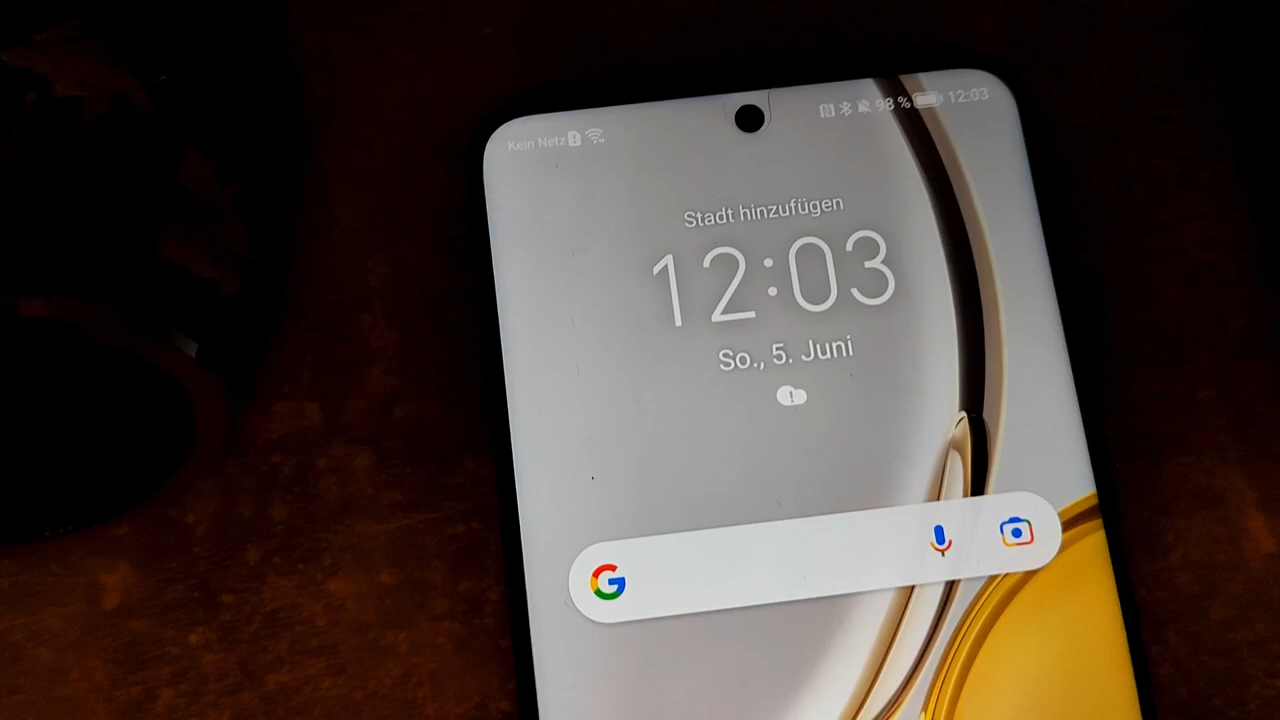 Kein Netz
98 % 12:03
Stadt hinzufügen
12:03
So., 5. Juni
G